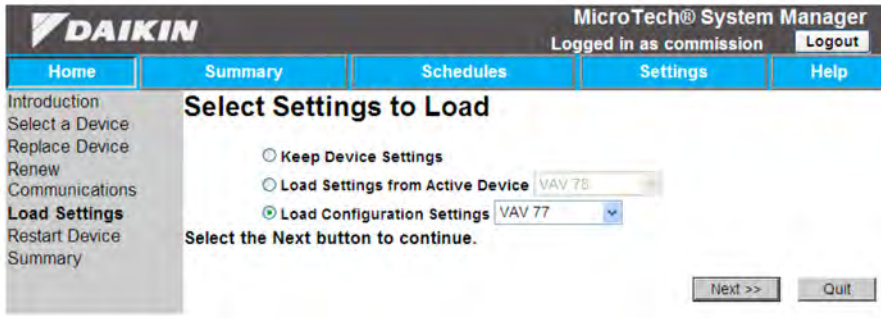 DAIKIN
MicroTech® System Manager
Logged in as commission Logout
Home Summary Schedules Settings Help
Introduction
Select a Device
Replace Device
Renew
Communications
Load Settings
Restart Device
Summary
Select Settings to Load
Keep Device Settings
Load Settings from Active Device VAV 78
Load Configuration Settings VAV 77
Select the Next button to continue.
Next >> Quit